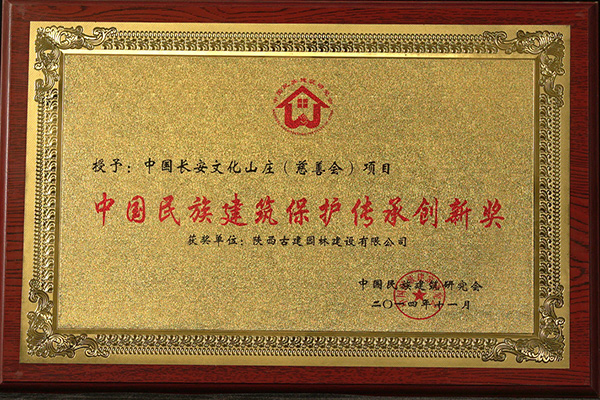 授予：中国长安文化山庄（慈善会）项目
中国民族建筑保护传承创新奖
获奖单位：陕西古建园林建设有限公司
中国民族建筑研究会
二〇一四年十一月